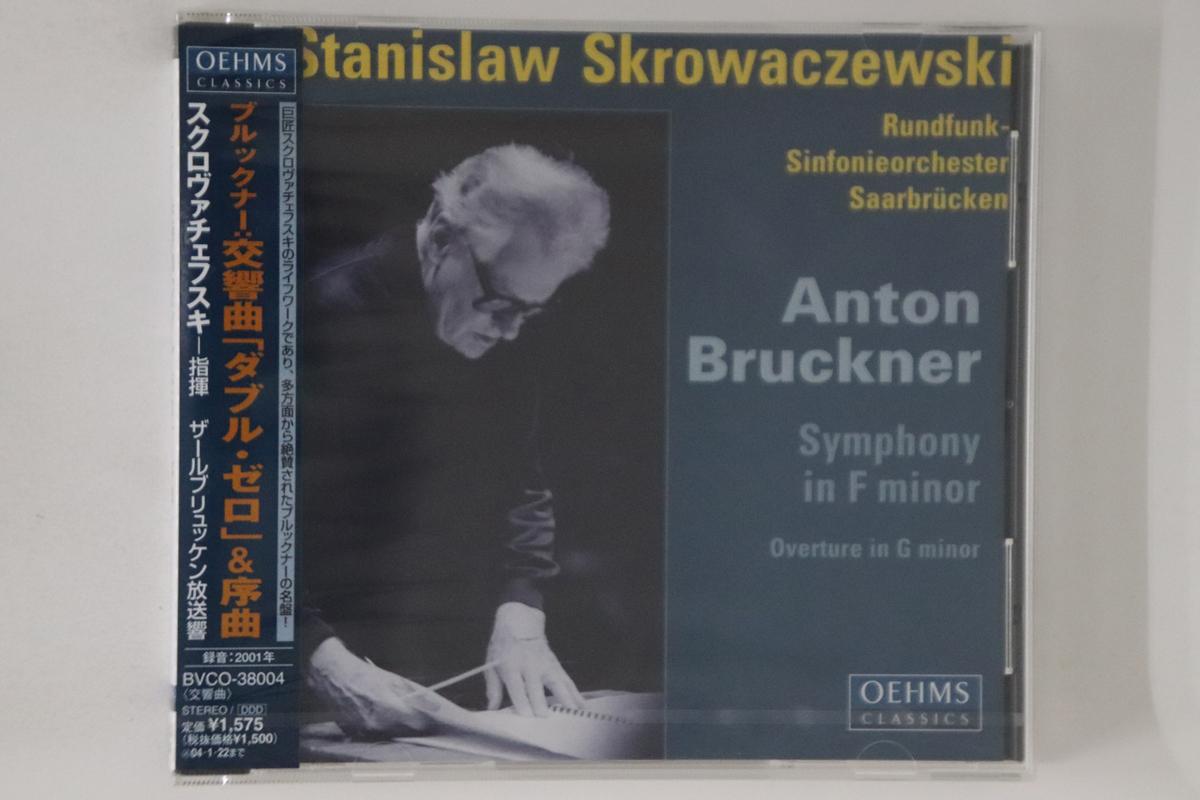 OEHMS
CLASSICS
巨匠スクロヴァチェフスキのライフワークであり、多方面から絶賛されたブルックナーの名盤!
ブルックナー:交響曲「ダブル・ゼロ」&序曲
スクロヴァチェフスキ―指揮 ザールブリュッケン放送響
録音:2001年
BVCO-38004
〈交響曲〉
STEREO / DDD
定価¥1,575
(税抜価格¥1,500)
04・1・22まで
Stanislaw Skrowaczewski
Rundfunk-
Sinfonieorchester
Saarbrücken
Anton
Bruckner
Symphony
in F minor
Overture in G minor
OEHMS
CLASSICS